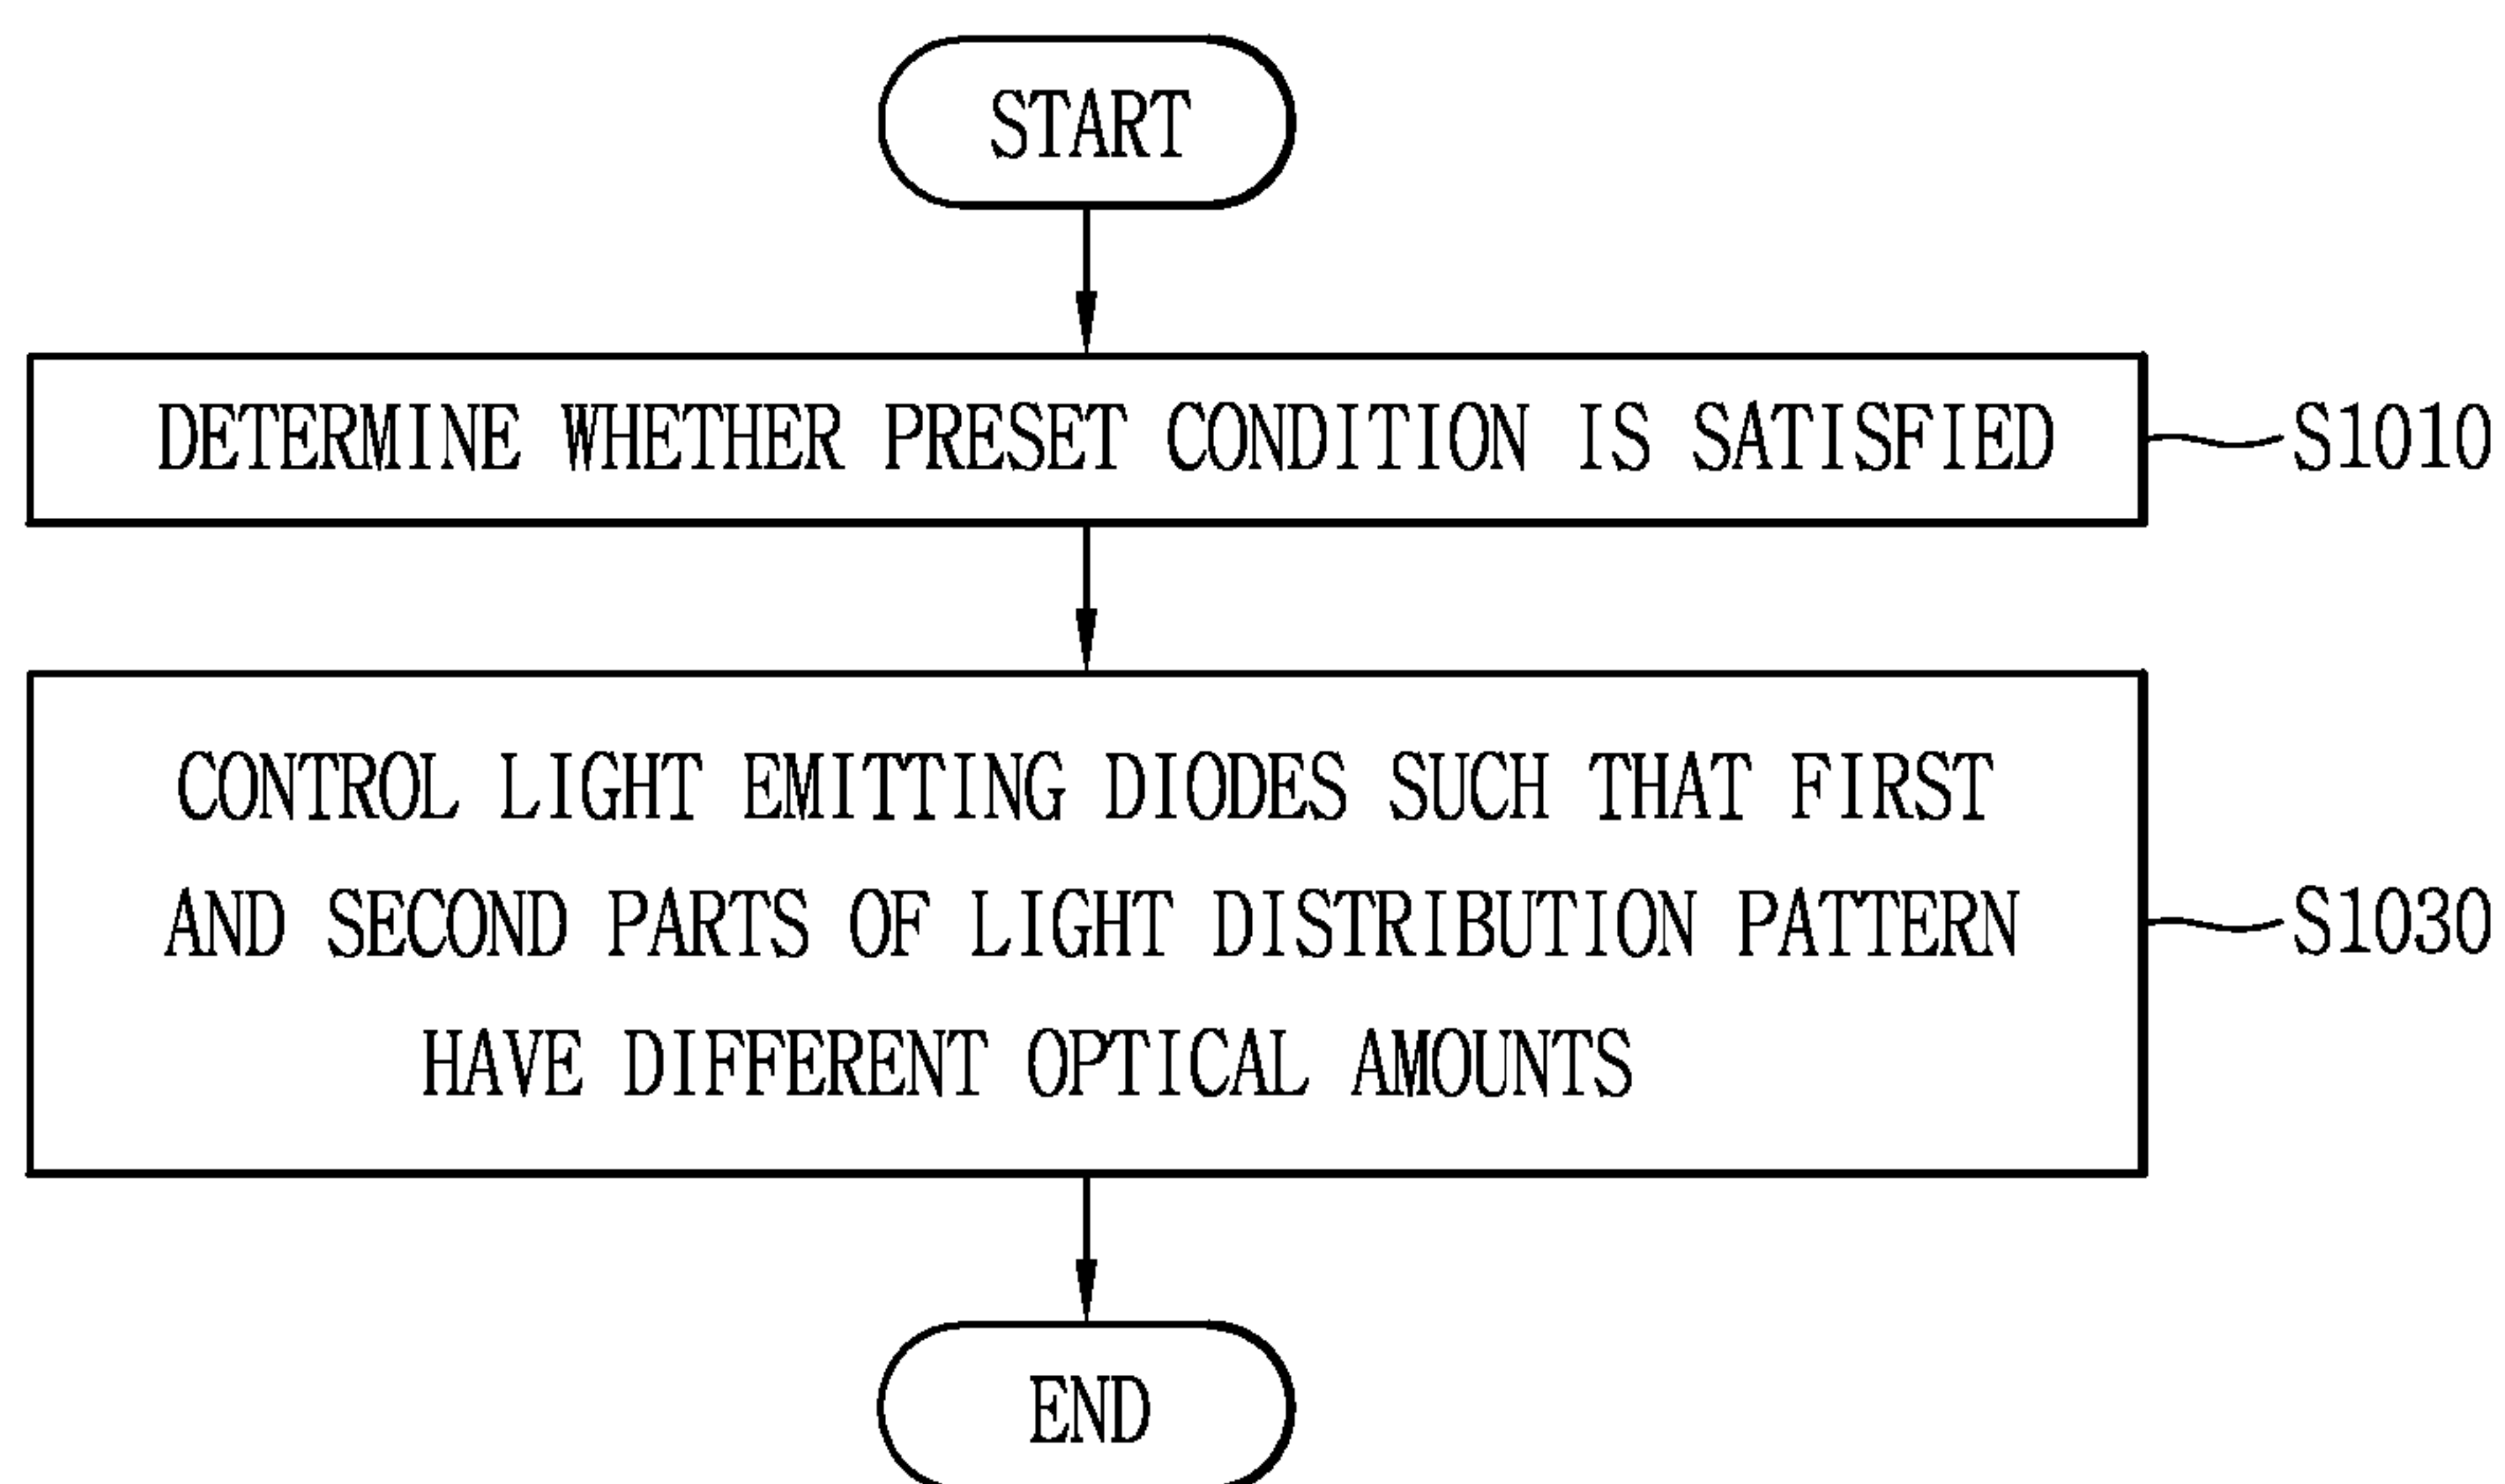 START
DETERMINE WHETHER PRESET CONDITION IS SATISFIED
S1010
CONTROL LIGHT EMITTING DIODES SUCH THAT FIRST
AND SECOND PARTS OF LIGHT DISTRIBUTION PATTERN
S1030
HAVE DIFFERENT OPTICAL AMOUNTS
END